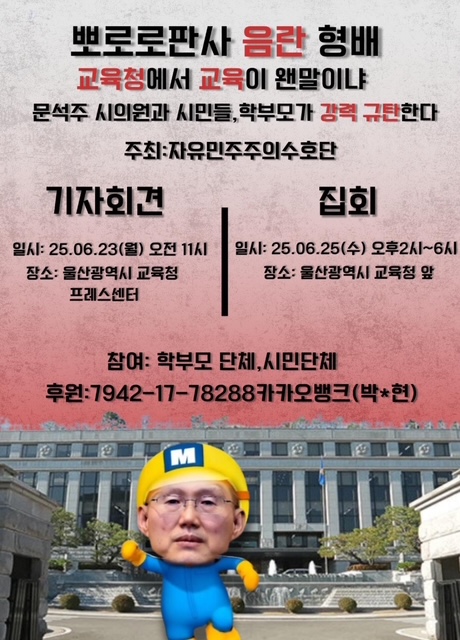 뽀로로판사 음란 형배
교육청에서 교육이 왠말이냐
문석주 시의원과 시민들,학부모가 강력 규탄한다
주최:자유민주주의수호단
기자회견
일시: 25.06.23(월) 오전 11시
장소: 울산광역시 교육청
프레스센터
집회
일시: 25.06.25(수) 오후2시~6시
장소: 울산광역시 교육청 앞
참여: 학부모 단체,시민단체
후원:7942-17-78288카카오뱅크(박*현)
M